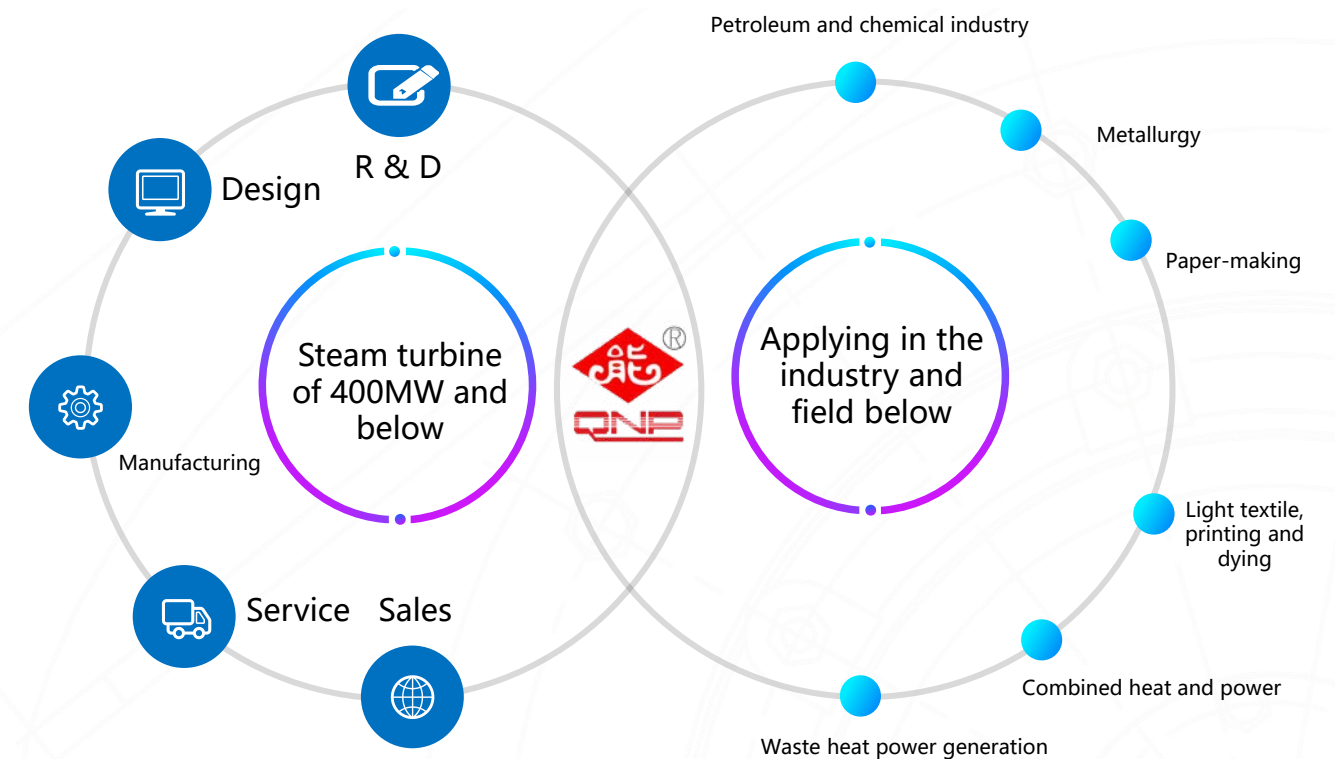 R & D
Design
Manufacturing
Service
Sales
Steam turbine
of 400MW and
below
能
®
QNP
Applying in the
industry and
field below
Petroleum and chemical industry
Metallurgy
Paper-making
Light textile,
printing and
dying
Combined heat and power
Waste heat power generation